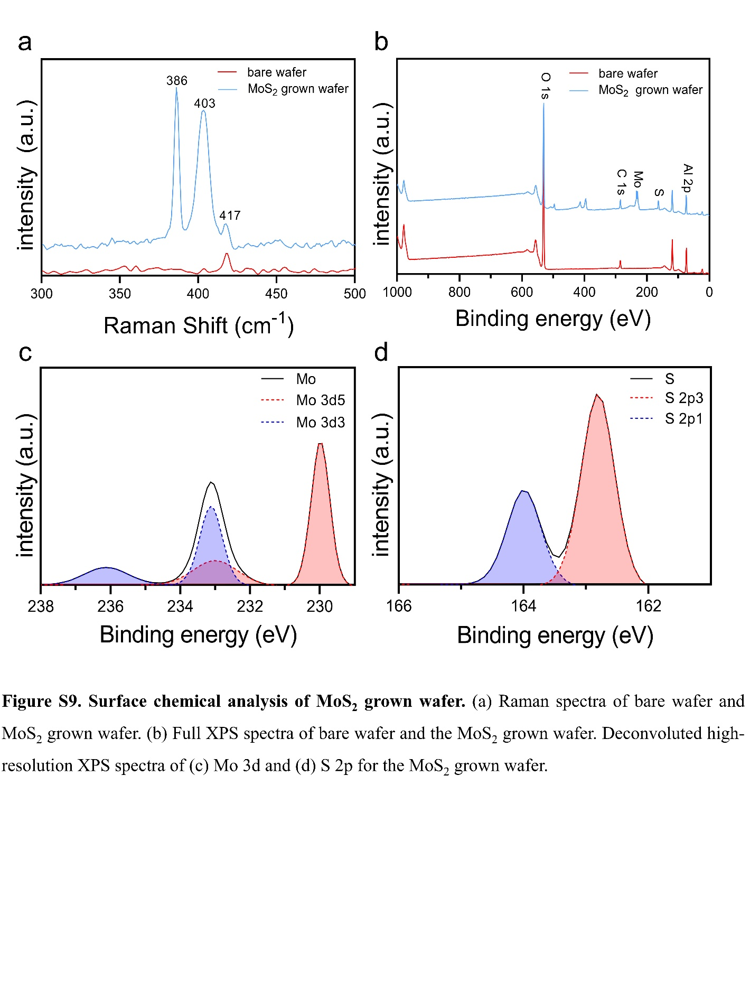 a
386
403
417
bare wafer
MoS2 grown wafer
intensity (a.u.)
300 350 400 450 500
Raman Shift (cm-1)
b
O 1s
C 1s
Mo
S
Al 2p
bare wafer
MoS2 grown wafer
intensity (a.u.)
1000 800 600 400 200 0
Binding energy (eV)
c
Mo
Mo 3d5
Mo 3d3
intensity (a.u.)
238 236 234 232 230
Binding energy (eV)
d
S
S 2p3
S 2p1
intensity (a.u.)
166 164 162
Binding energy (eV)
Figure S9. Surface chemical analysis of MoS2 grown wafer. (a) Raman spectra of bare wafer and
MoS2 grown wafer. (b) Full XPS spectra of bare wafer and the MoS2 grown wafer. Deconvoluted high-
resolution XPS spectra of (c) Mo 3d and (d) S 2p for the MoS2 grown wafer.